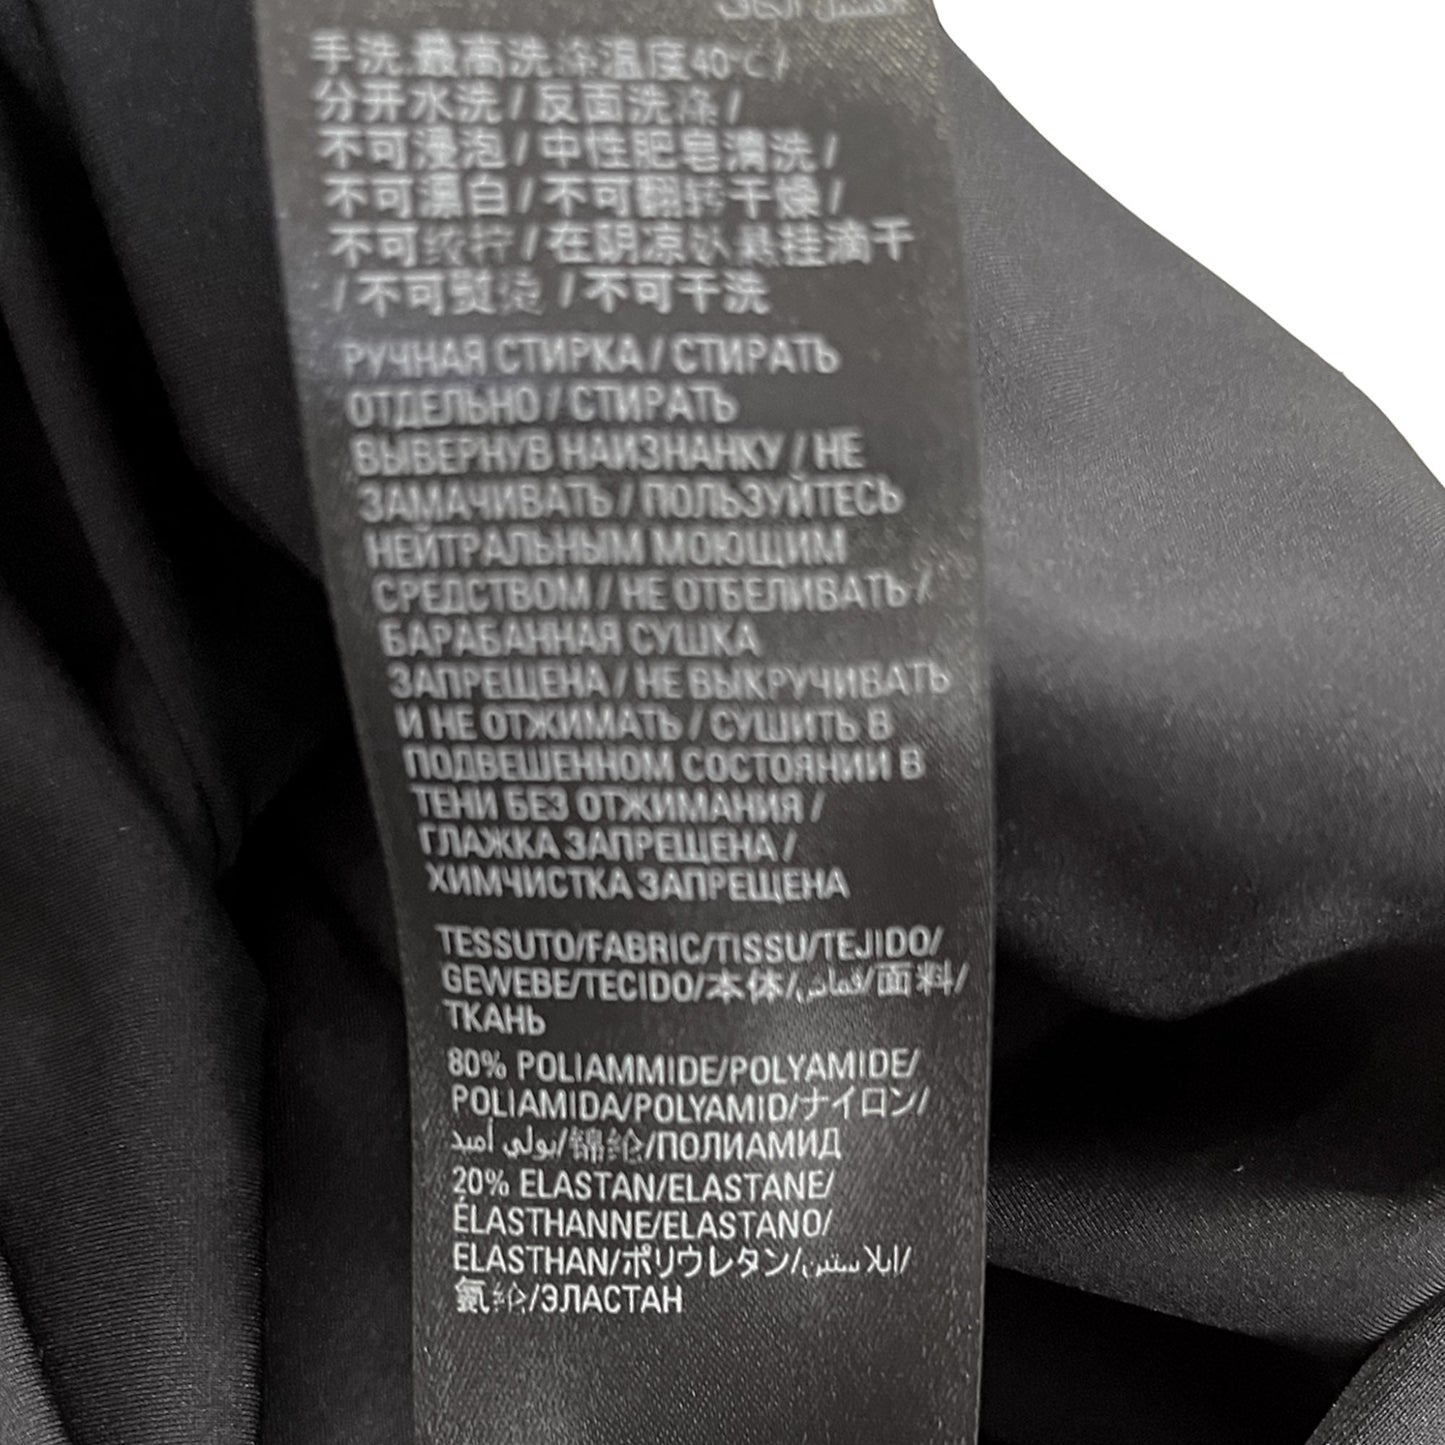 手洗,最高洗涤温度40°C/
分开水洗/反面洗涤/
不可浸泡/中性肥皂清洗/
不可漂白/不可翻转干燥/
不可绞拧/在阴凉处悬挂滴干
/不可熨烫/不可干洗
РУЧНАЯ СТИРКА/СТИРАТЬ
ОТДЕЛЬНО/СТИРАТЬ
ВЫВЕРНУВ НАИЗНАНКУ/НЕ
ЗАМАЧИВАТЬ/ПОЛЬЗУЙТЕСЬ
НЕЙТРАЛЬНЫМ МОЮЩИМ
СРЕДСТВОМ/НЕ ОТБЕЛИВАТЬ/
БАРАБАННАЯ СУШКА
ЗАПРЕЩЕНА/НЕ ВЫКРУЧИВАТЬ
И НЕ ОТЖИМАТЬ/СУШИТЬ В
ПОДВЕШЕННОМ СОСТОЯНИИ В
ТЕНИ БЕЗ ОТЖИМАНИЯ/
ГЛАЖКА ЗАПРЕЩЕНА/
ХИМЧИСТКА ЗАПРЕЩЕНА
TESSUTO/FABRIC/TISSU/TEJIDO/
GEWEBE/TECIDO/本体/قماش/面料/
ТКАНЬ
80% POLIAMMIDE/POLYAMIDE/
POLIAMIDA/POLYAMID/ナイロン/
بولي أميد/锦纶/ПОЛИАМИД
20% ELASTAN/ELASTANE/
ÉLASTHANNE/ELASTANO/
ELASTHAN/ポリウレタン/إيلاستين/
氨纶/ЭЛАСТАН